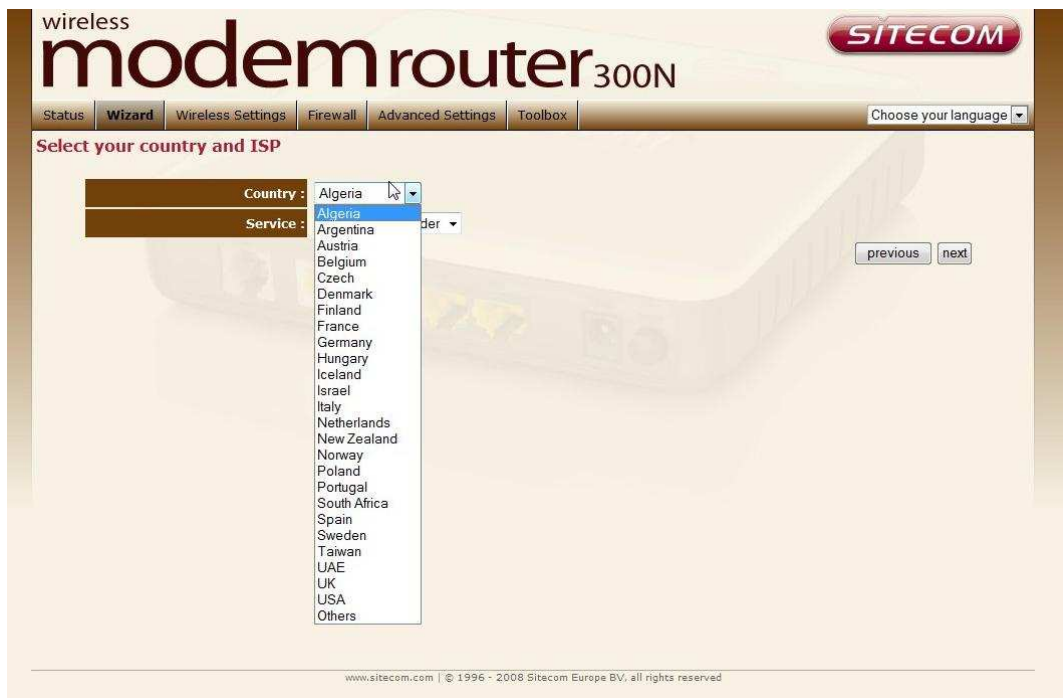 wireless
modem router 300N
SITECOM
Status Wizard Wireless Settings Firewall Advanced Settings Toolbox Choose your language
Select your country and ISP
Country : Algeria
Service : der
Algeria
Argentina
Austria
Belgium
Czech
Denmark
Finland
France
Germany
Hungary
Iceland
Israel
Italy
Netherlands
New Zealand
Norway
Poland
Portugal
South Africa
Spain
Sweden
Taiwan
UAE
UK
USA
Others
previous next
www.sitecom.com | © 1996 - 2008 Sitecom Europe BV, all rights reserved